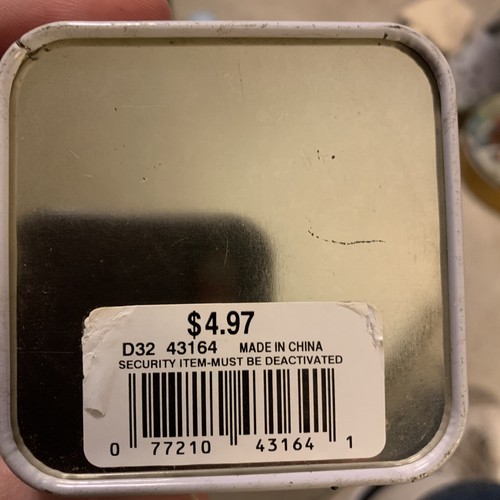 $4.97
D32 43164 MADE IN CHINA
SECURITY ITEM-MUST BE DEACTIVATED
0 77210 43164 1